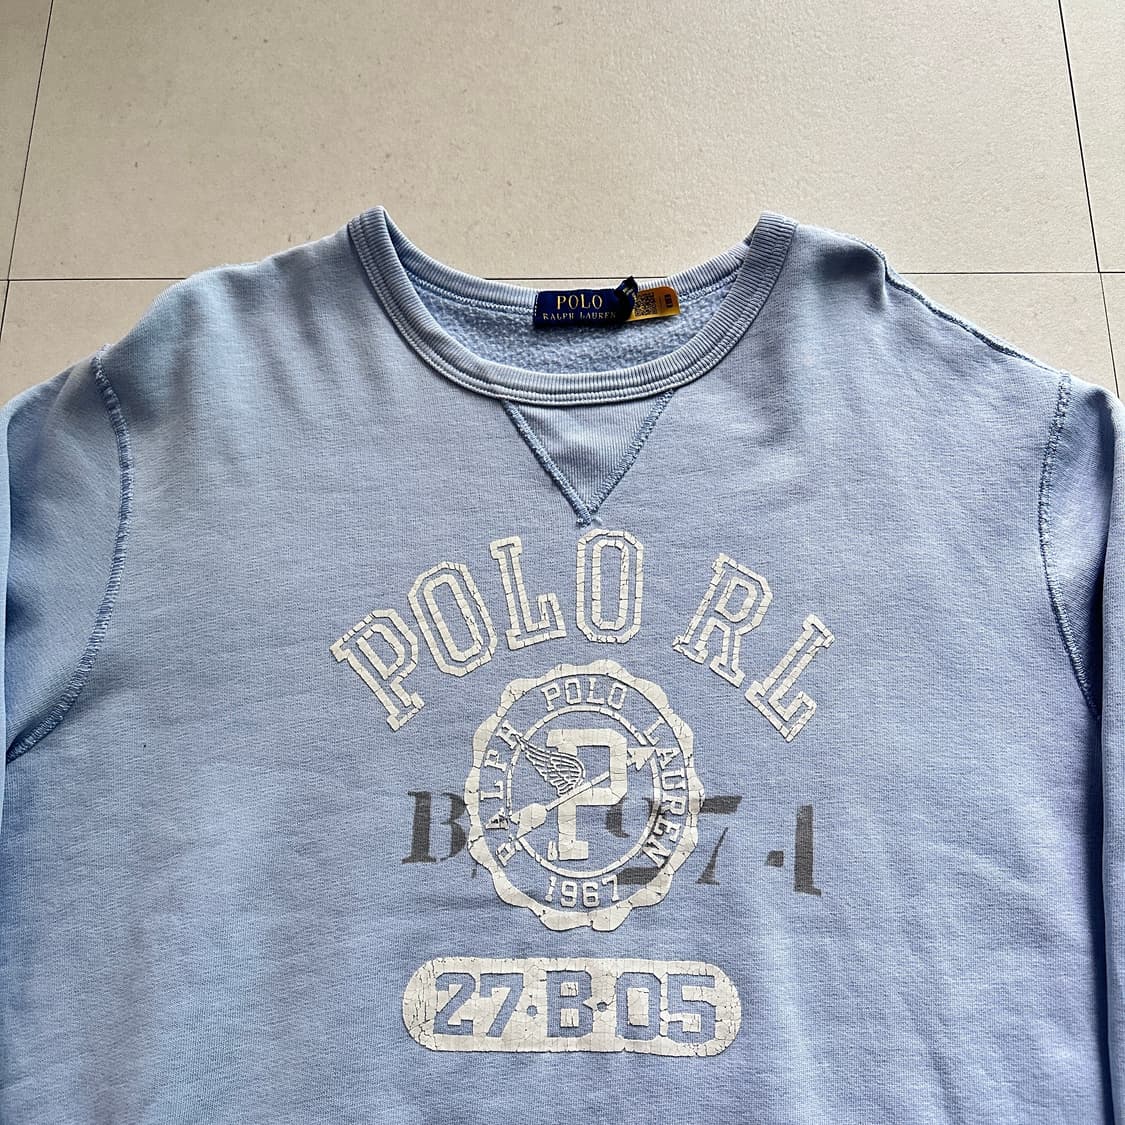 POLO
RALPH LAUREN
POLO RL
RALPH POLO LAUREN
P
1967
27·B·05